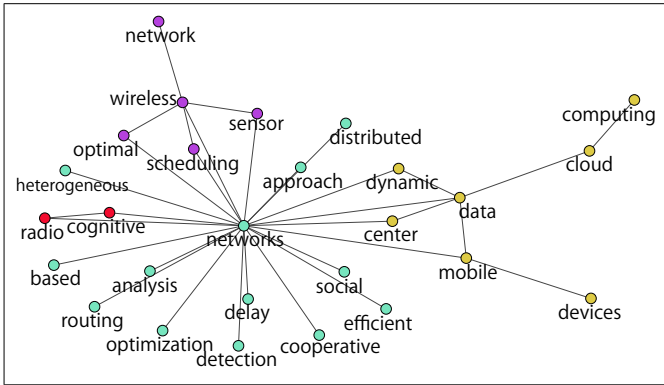 network
wireless
computing
sensor
distributed
optimal
scheduling
cloud
approach
dynamic
heterogeneous
data
radio
cognitive
networks
center
based
analysis
social
mobile
routing
delay
efficient
devices
optimization
detection
cooperative